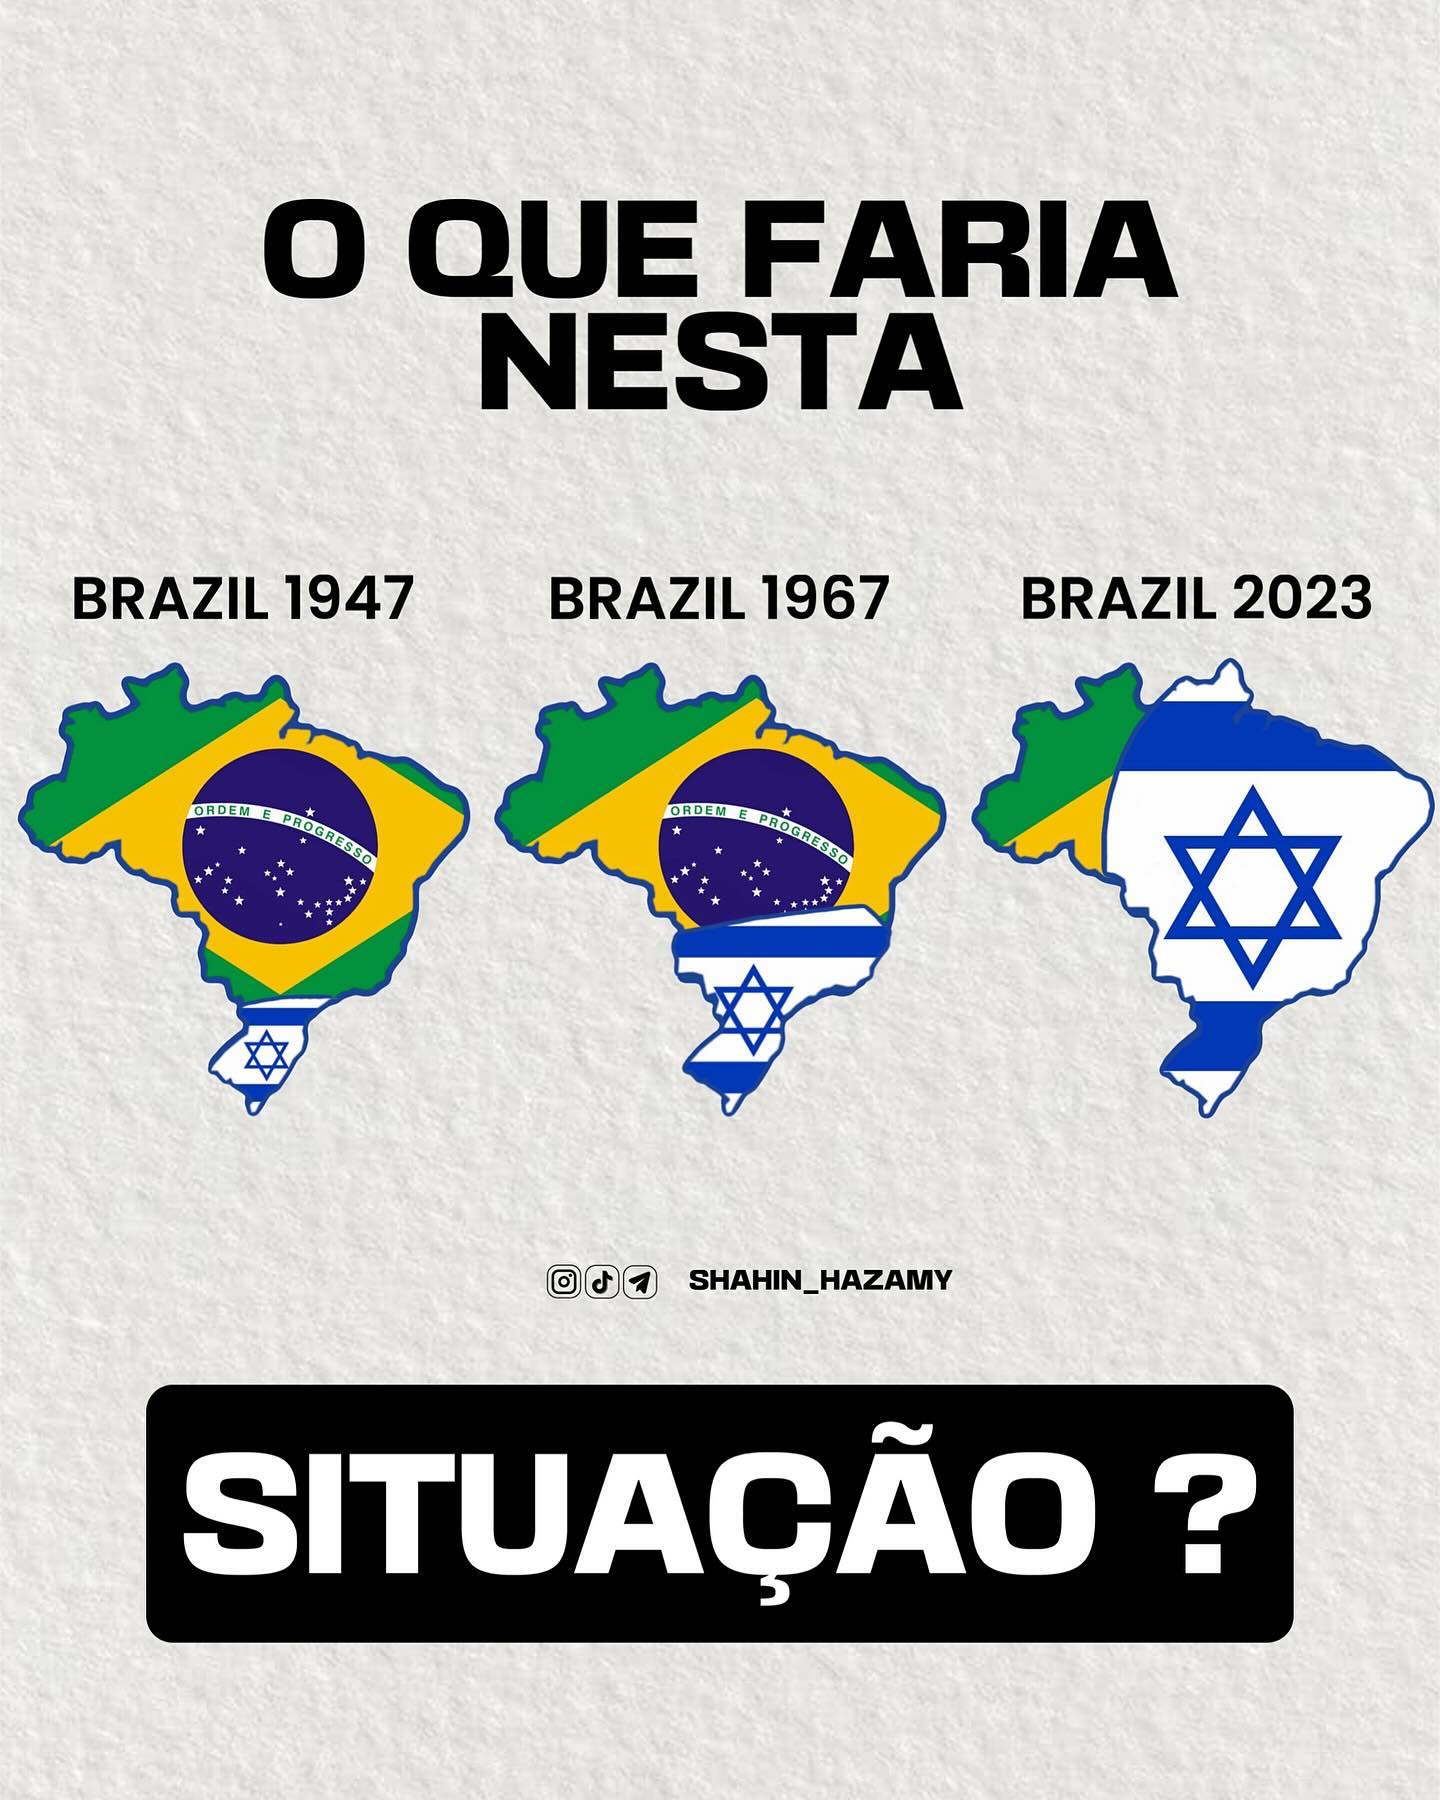 O QUE FARIA
NESTA
BRAZIL 1947
BRAZIL 1967
BRAZIL 2023
ORDEM E PROGRESSO
ORDEM E PROGRESSO
SHAHIN_HAZAMY
SITUAÇÃO ?